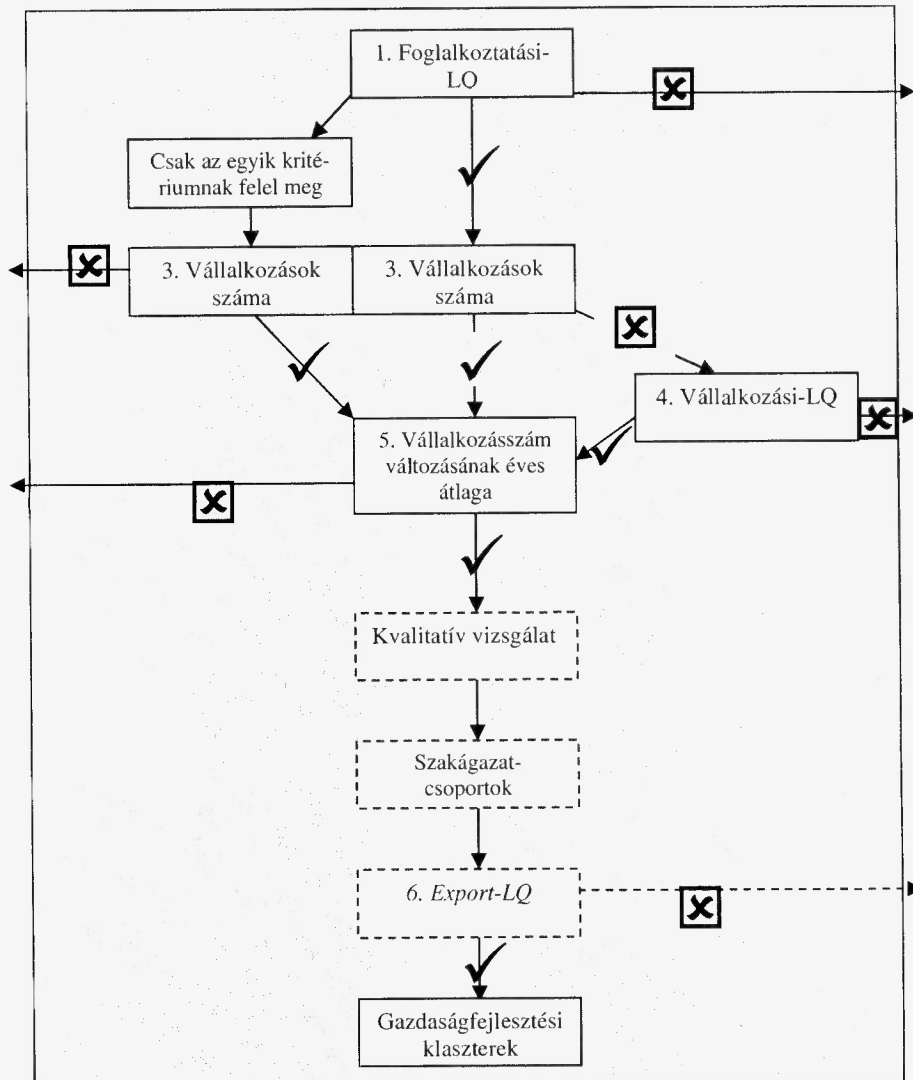 1. Foglalkoztatási-
LQ
Csak az egyik krité-
riumnak felel meg
3. Vállalkozások
száma
3. Vállalkozások
száma
4. Vállalkozási-LQ
5. Vállalkozásszám
változásának éves
átlaga
Kvalitatív vizsgálat
Szakágazat-
csoportok
6. Export-LQ
Gazdaságfejlesztési
klaszterek